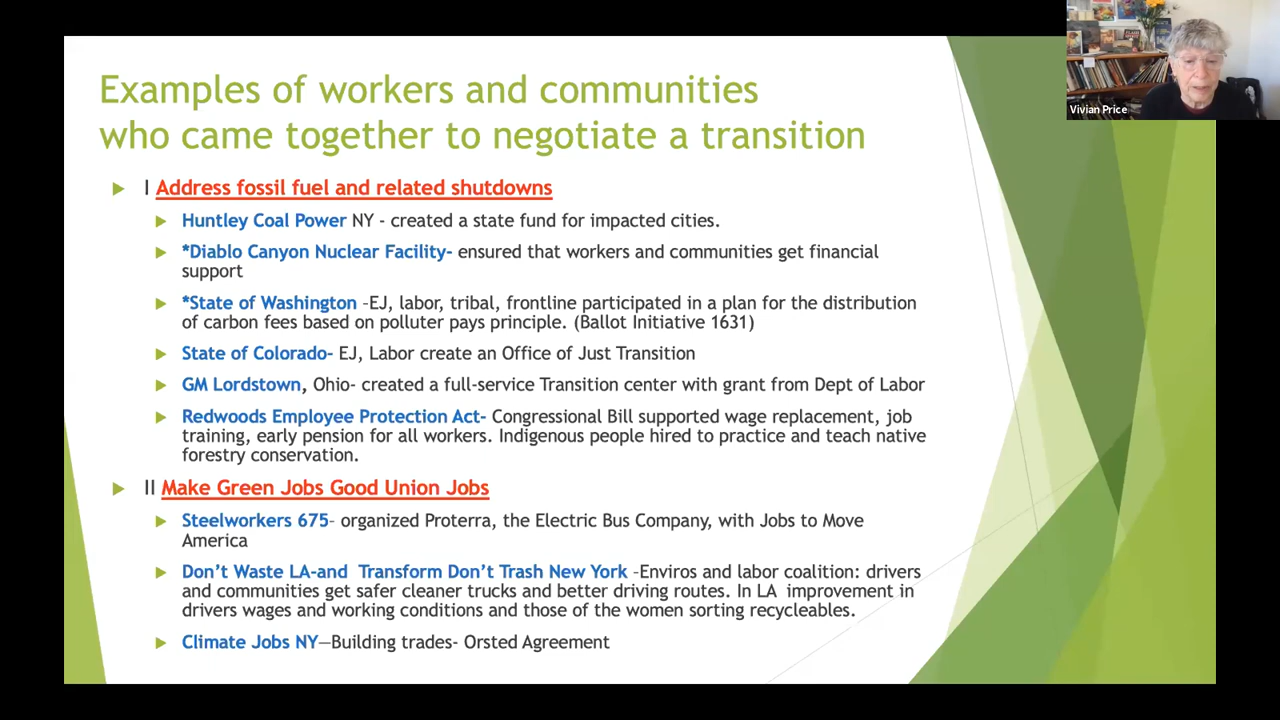 Examples of workers and communities
who came together to negotiate a transition
I Address fossil fuel and related shutdowns
Huntley Coal Power NY - created a state fund for impacted cities.
*Diablo Canyon Nuclear Facility- ensured that workers and communities get financial
support
*State of Washington –EJ, labor, tribal, frontline participated in a plan for the distribution
of carbon fees based on polluter pays principle. (Ballot Initiative 1631)
State of Colorado- EJ, Labor create an Office of Just Transition
GM Lordstown, Ohio- created a full-service Transition center with grant from Dept of Labor
Redwoods Employee Protection Act- Congressional Bill supported wage replacement, job
training, early pension for all workers. Indigenous people hired to practice and teach native
forestry conservation.
II Make Green Jobs Good Union Jobs
Steelworkers 675– organized Proterra, the Electric Bus Company, with Jobs to Move
America
Don't Waste LA-and Transform Don't Trash New York –Enviros and labor coalition: drivers
and communities get safer cleaner trucks and better driving routes. In LA improvement in
drivers wages and working conditions and those of the women sorting recycleables.
Climate Jobs NY—Building trades- Orsted Agreement
Vivian Price